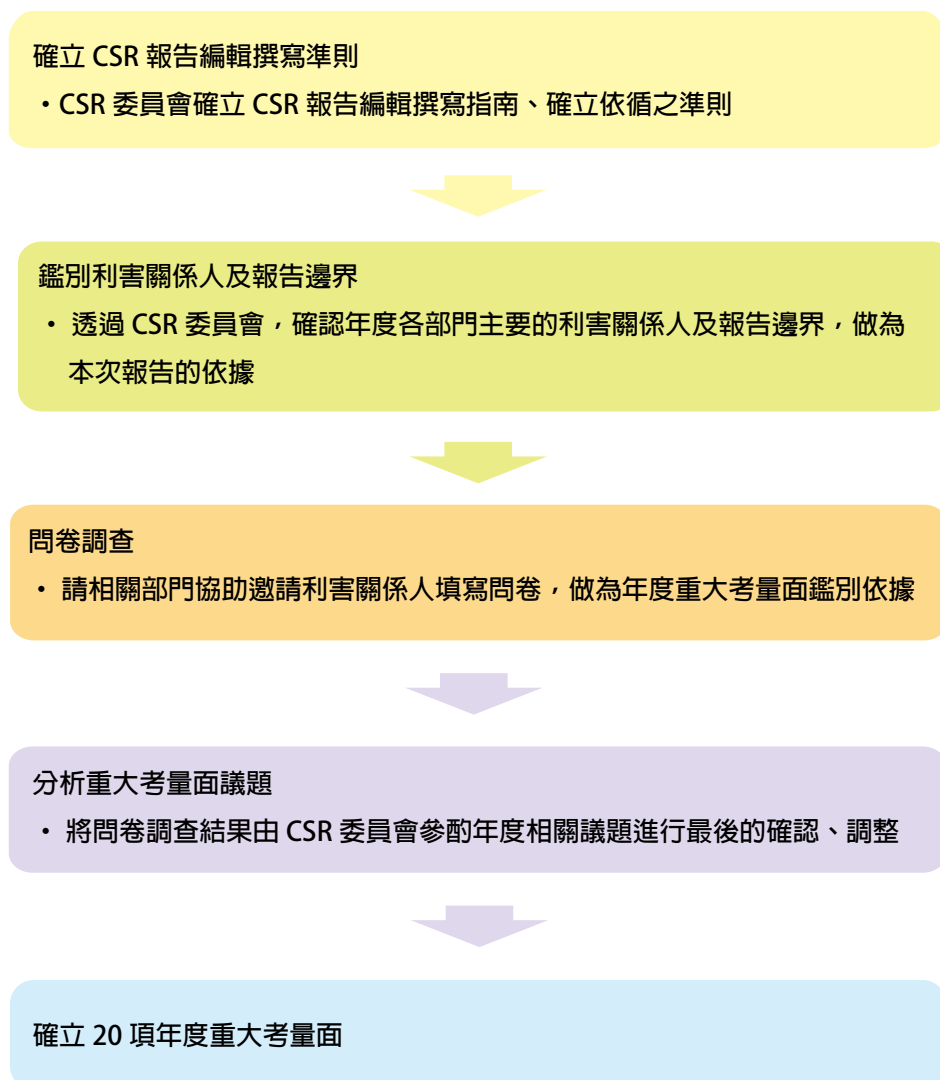 確立 CSR 報告編輯撰寫準則
・CSR 委員會確立 CSR 報告編輯撰寫指南、確立依循之準則
鑑別利害關係人及報告邊界
・ 透過 CSR 委員會，確認年度各部門主要的利害關係人及報告邊界，做為
本次報告的依據
問卷調查
・ 請相關部門協助邀請利害關係人填寫問卷，做為年度重大考量面鑑別依據
分析重大考量面議題
・ 將問卷調查結果由 CSR 委員會參酌年度相關議題進行最後的確認、調整
確立 20 項年度重大考量面